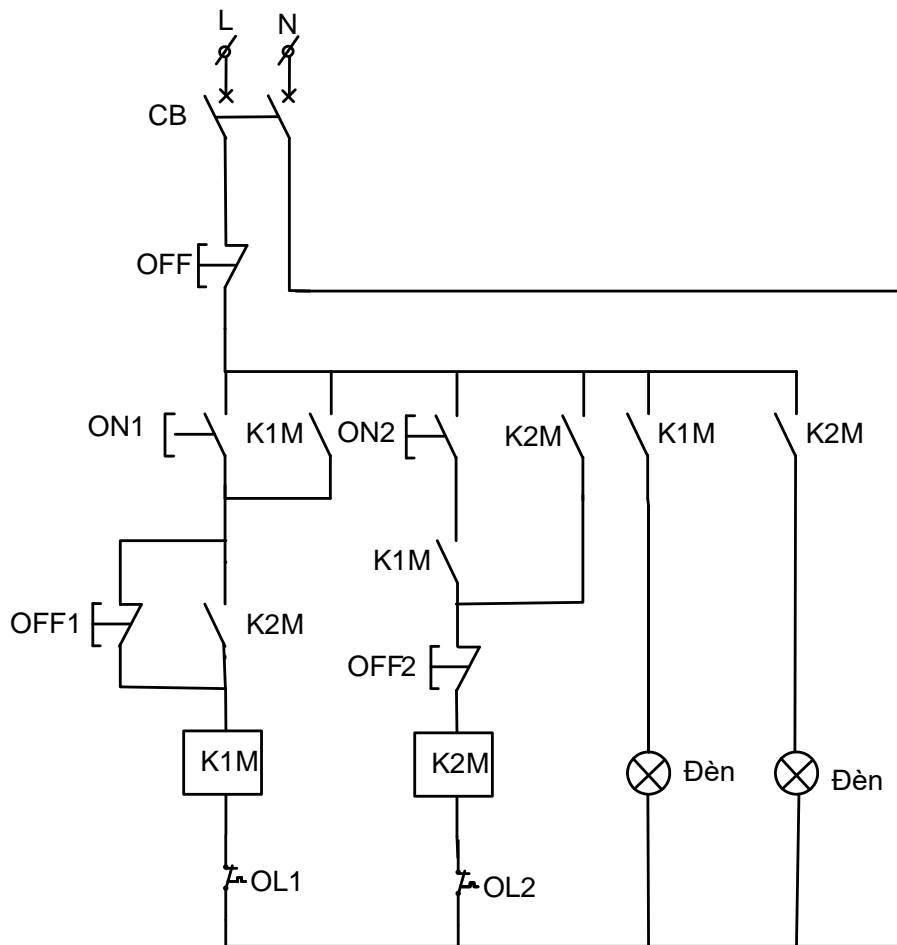 L N
CB
OFF
ON1 K1M ON2 K2M K1M K2M
K1M
OFF1 K2M
OFF2
K1M K2M Đèn Đèn
OL1 OL2